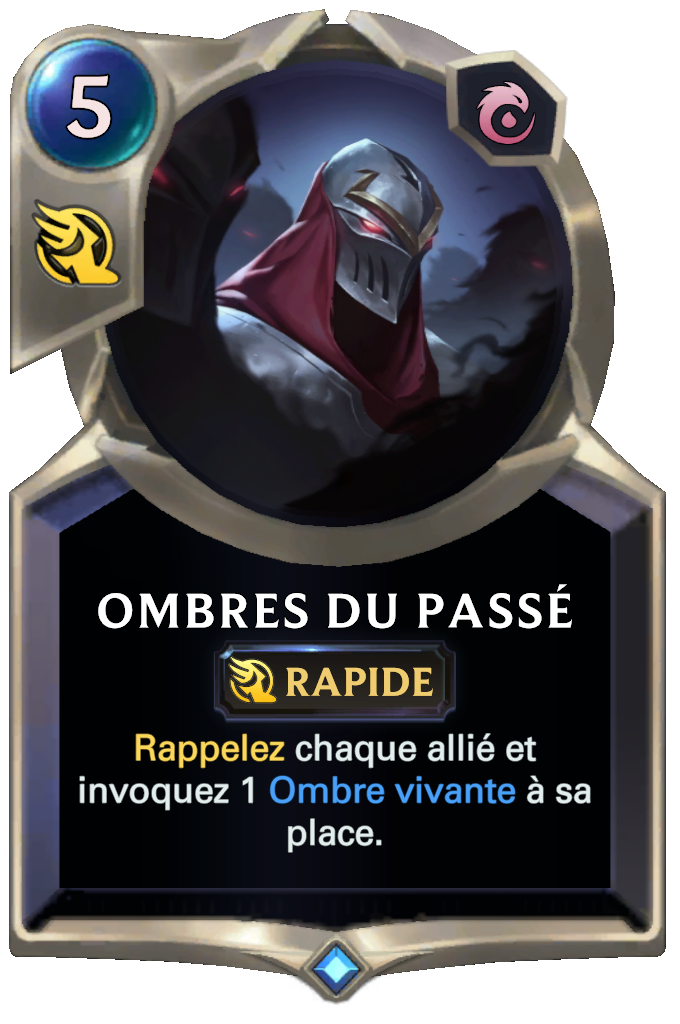 5
OMBRES DU PASSÉ
RAPIDE
Rappelez chaque allié et
invoquez 1 Ombre vivante à sa
place.